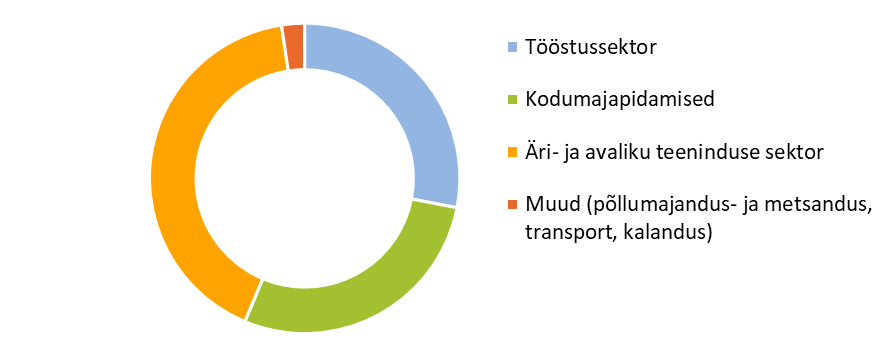 Tööstussektor
Kodumajapidamised
Äri- ja avaliku teeninduse sektor
Muud (põllumajandus- ja metsandus,
transport, kalandus)